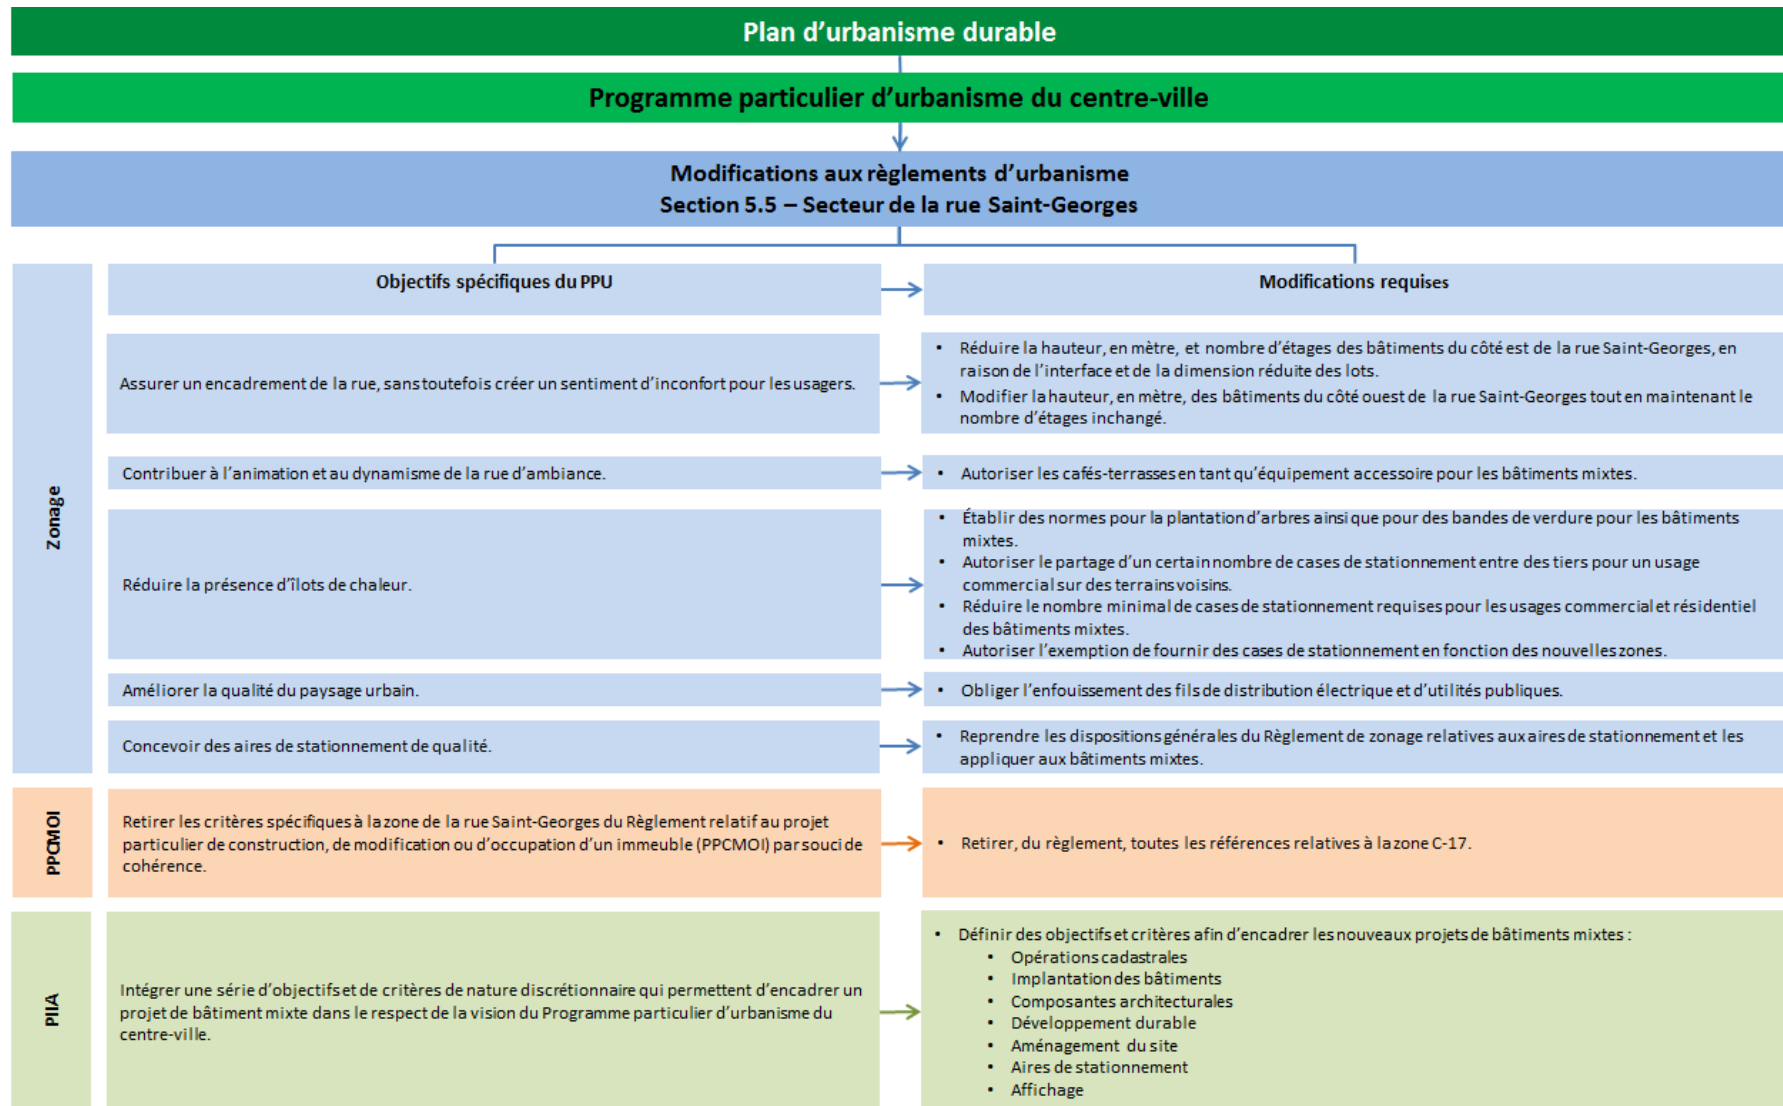 Plan d’urbanisme durable
Programme particulier d’urbanisme du centre-ville
Modifications aux règlements d’urbanisme
Section 5.5 – Secteur de la rue Saint-Georges
Zonage
Objectifs spécifiques du PPU
Modifications requises
Assurer un encadrement de la rue, sans toutefois créer un sentiment d’inconfort pour les usagers.
• Réduire la hauteur, en mètre, et nombre d’étages des bâtiments du côté est de la rue Saint-Georges, en
raison de l’interface et de la dimension réduite des lots.
• Modifier la hauteur, en mètre, des bâtiments du côté ouest de la rue Saint-Georges tout en maintenant le
nombre d’étages inchangé.
Contribuer à l’animation et au dynamisme de la rue d’ambiance.
• Autoriser les cafés-terrasses en tant qu’équipement accessoire pour les bâtiments mixtes.
Réduire la présence d’îlots de chaleur.
• Établir des normes pour la plantation d’arbres ainsi que pour des bandes de verdure pour les bâtiments
mixtes.
• Autoriser le partage d’un certain nombre de cases de stationnement entre des tiers pour un usage
commercial sur des terrains voisins.
• Réduire le nombre minimal de cases de stationnement requises pour les usages commercial et résidentiel
des bâtiments mixtes.
• Autoriser l’exemption de fournir des cases de stationnement en fonction des nouvelles zones.
Améliorer la qualité du paysage urbain.
• Obliger l’enfouissement des fils de distribution électrique et d’utilités publiques.
Concevoir des aires de stationnement de qualité.
• Reprendre les dispositions générales du Règlement de zonage relatives aux aires de stationnement et les
appliquer aux bâtiments mixtes.
PPCMOI
Retirer les critères spécifiques à la zone de la rue Saint-Georges du Règlement relatif au projet
particulier de construction, de modification ou d’occupation d’un immeuble (PPCMOI) par souci de
cohérence.
• Retirer, du règlement, toutes les références relatives à la zone C-17.
PIIA
Intégrer une série d’objectifs et de critères de nature discrétionnaire qui permettent d’encadrer un
projet de bâtiment mixte dans le respect de la vision du Programme particulier d’urbanisme du
centre-ville.
• Définir des objectifs et critères afin d’encadrer les nouveaux projets de bâtiments mixtes :
• Opérations cadastrales
• Implantation des bâtiments
• Composantes architecturales
• Développement durable
• Aménagement du site
• Aires de stationnement
• Affichage